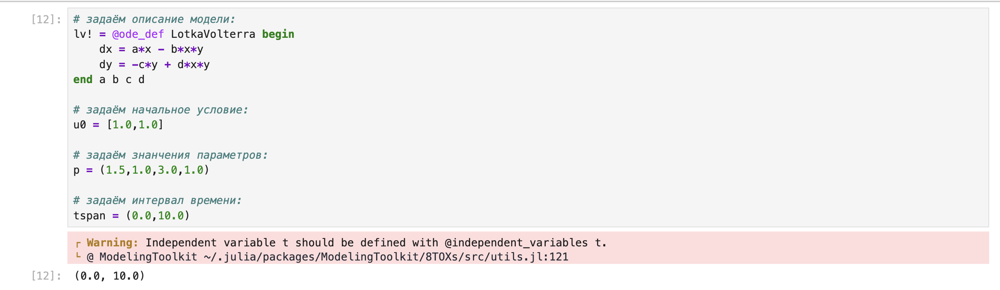 [12]: # задаём описание модели:
lv! = @ode_def LotkaVolterra begin
    dx = a*x - b*x*y
    dy = -c*y + d*x*y
end a b c d
# задаём начальное условие:
u0 = [1.0,1.0]
# задаём знанчения параметров:
p = (1.5,1.0,3.0,1.0)
# задаём интервал времени:
tspan = (0.0,10.0)
┌ Warning: Independent variable t should be defined with @independent_variables t.
└ @ ModelingToolkit ~/.julia/packages/ModelingToolkit/8TOXs/src/utils.jl:121
[12]: (0.0, 10.0)